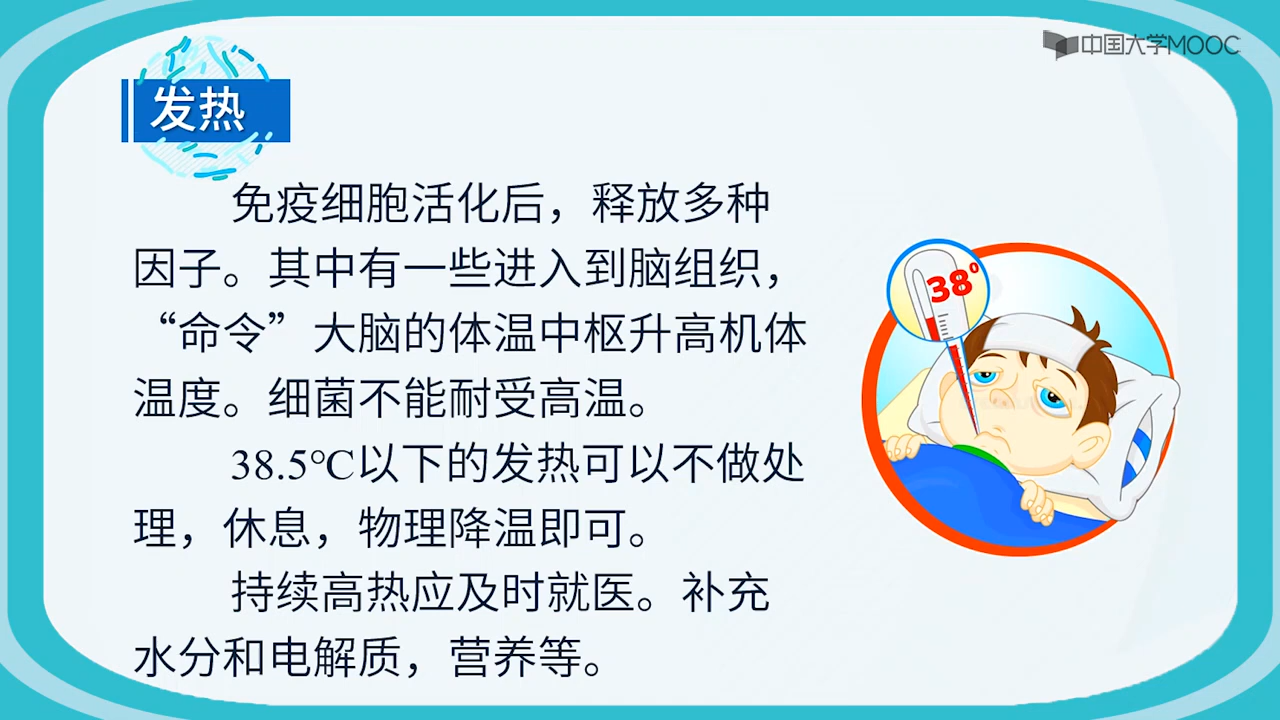 中国大学MOOC
发热
免疫细胞活化后，释放多种
因子。其中有一些进入到脑组织，
“命令”大脑的体温中枢升高机体
温度。细菌不能耐受高温。
38.5℃以下的发热可以不做处
理，休息，物理降温即可。
持续高热应及时就医。补充
水分和电解质，营养等。
38⁰